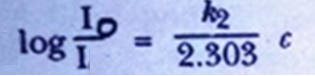 log I₀/I = k₂/2.303 c